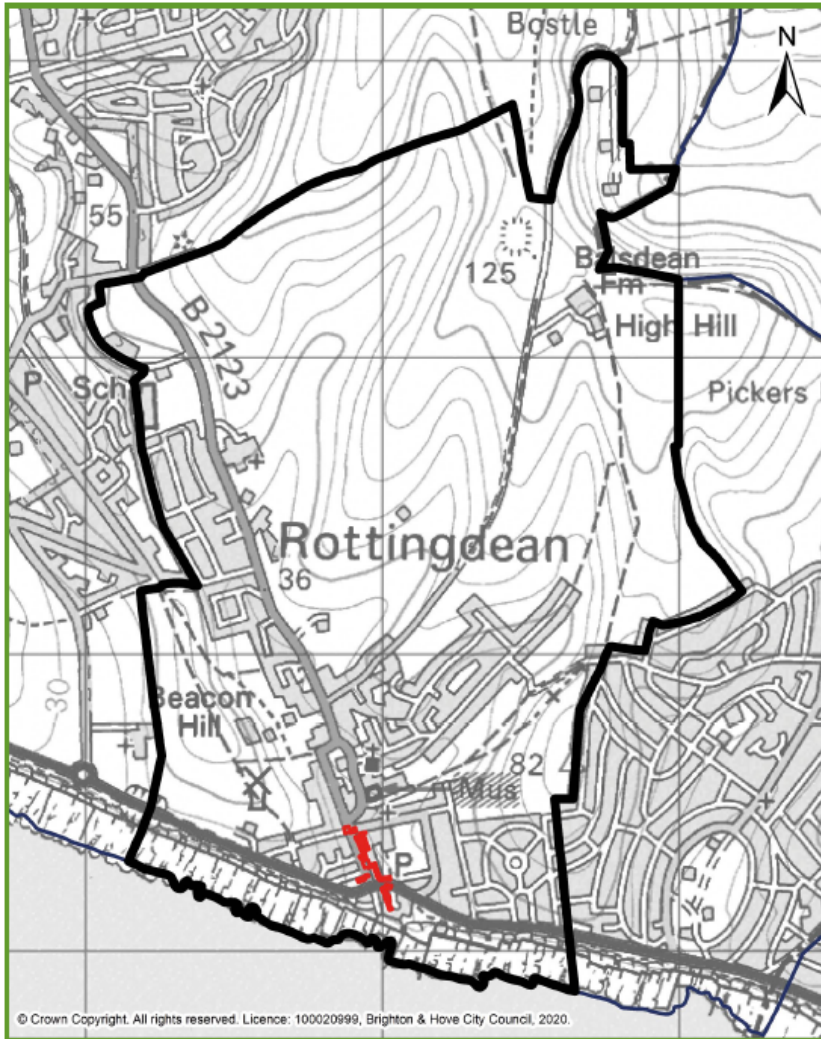 Bostle
N
55
125
Balsdean
Fm
High Hill
B 2123
P
Sch
Pickers
Rottingdean
36
30
Beacon
Hill
82
Mus
P
© Crown Copyright. All rights reserved. Licence: 100020999, Brighton & Hove City Council, 2020.